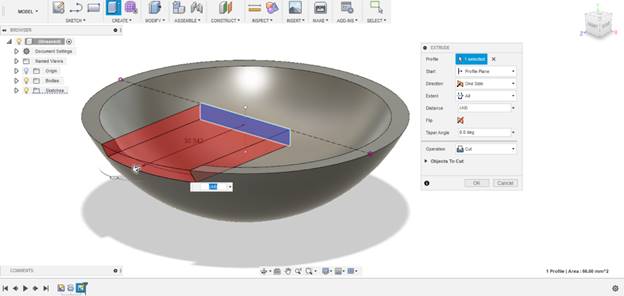 MODEL
SKETCH
CREATE
MODIFY
ASSEMBLE
CONSTRUCT
INSPECT
INSERT
MAKE
ADD-INS
SELECT
BROWSER
(Unsaved)
Document Settings
Named Views
Origin
Bodies
Sketches
EXTRUDE
Profile
1 selected
Start
Profile Plane
Direction
One Side
Extent
All
Distance
Flip
Taper Angle
0.0 deg
Operation
Cut
Objects To Cut
OK
Cancel
COMMENTS
1 Profile | Area : 66.00 mm^2